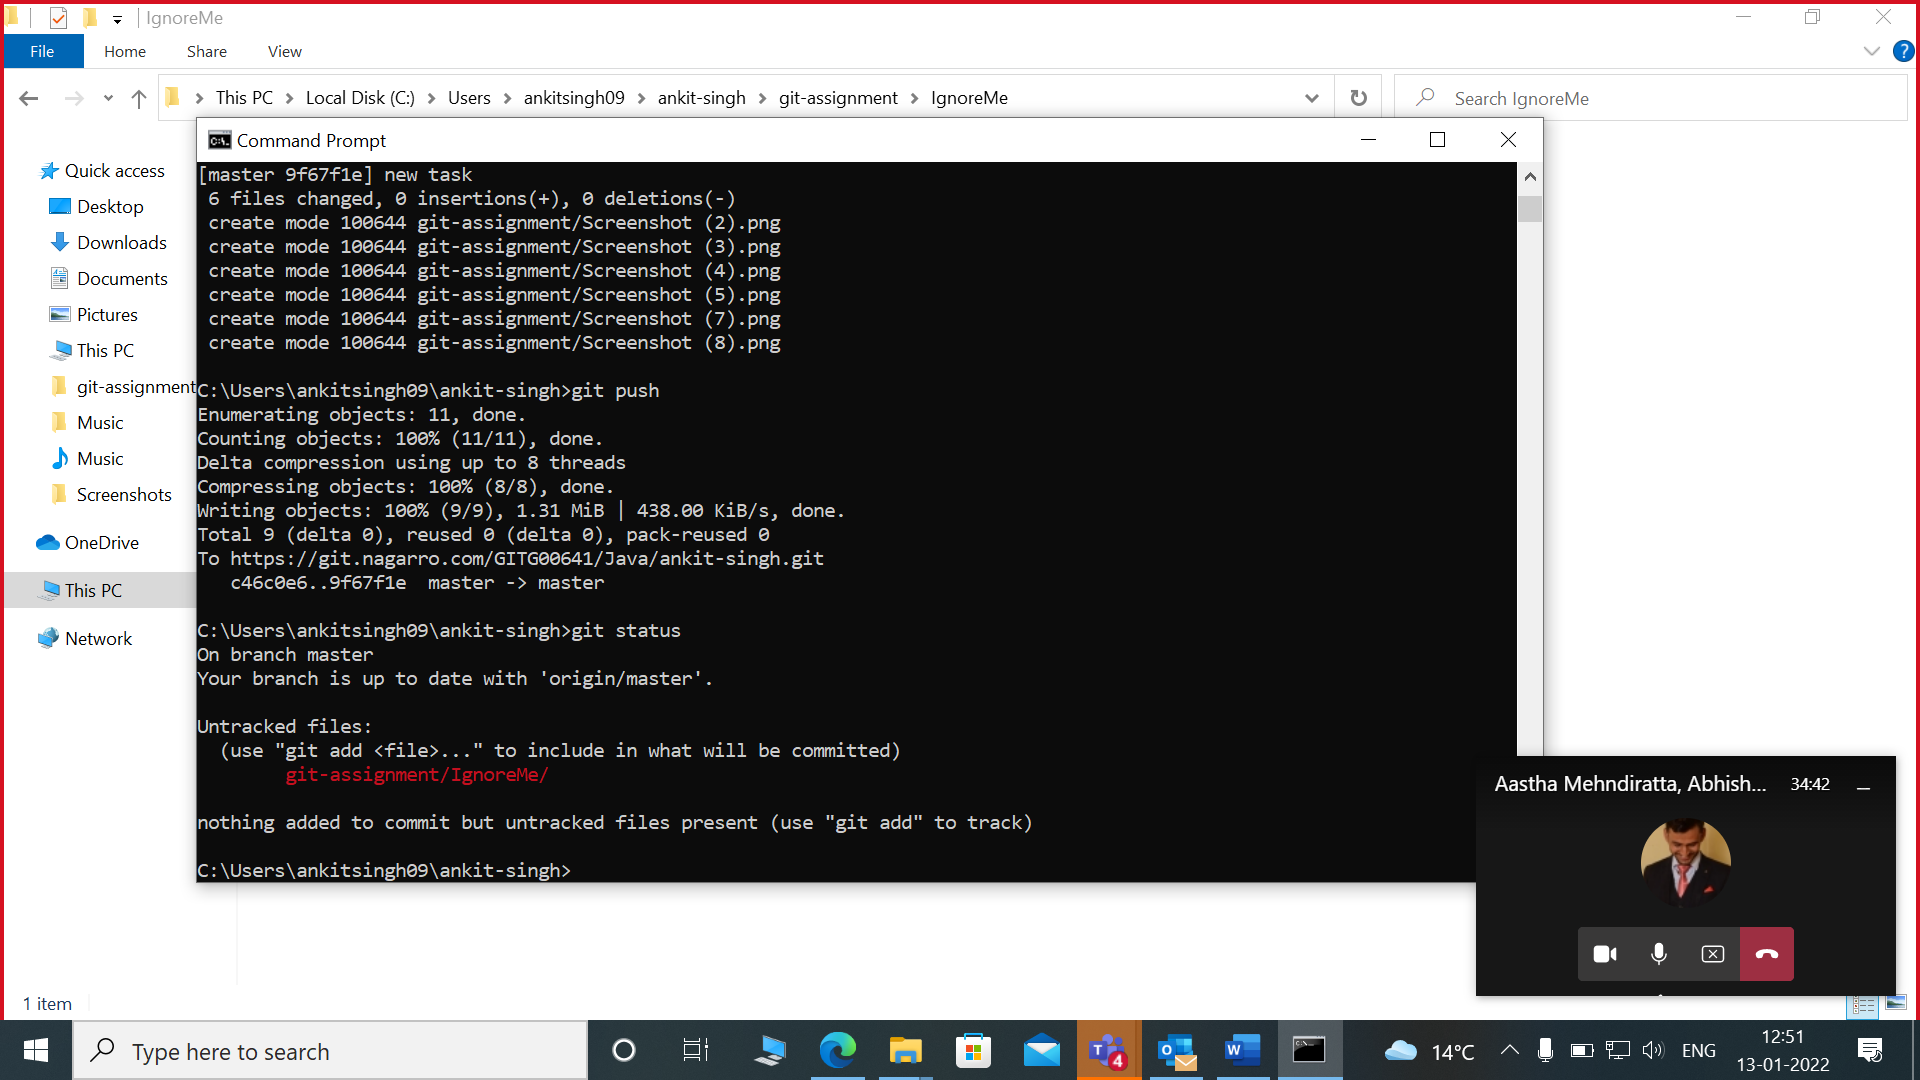 IgnoreMe
File Home Share View
This PC Local Disk (C:) Users ankitsingh09 ankit-singh git-assignment IgnoreMe
Search IgnoreMe
Quick access
Desktop
Downloads
Documents
Pictures
This PC
git-assignment
Music
Music
Screenshots
OneDrive
This PC
Network
1 item
Command Prompt
[master 9f67f1e] new task
6 files changed, 0 insertions(+), 0 deletions(-)
create mode 100644 git-assignment/Screenshot (2).png
create mode 100644 git-assignment/Screenshot (3).png
create mode 100644 git-assignment/Screenshot (4).png
create mode 100644 git-assignment/Screenshot (5).png
create mode 100644 git-assignment/Screenshot (7).png
create mode 100644 git-assignment/Screenshot (8).png
C:\Users\ankitsingh09\ankit-singh>git push
Enumerating objects: 11, done.
Counting objects: 100% (11/11), done.
Delta compression using up to 8 threads
Compressing objects: 100% (8/8), done.
Writing objects: 100% (9/9), 1.31 MiB | 438.00 KiB/s, done.
Total 9 (delta 0), reused 0 (delta 0), pack-reused 0
To https://git.nagarro.com/GITG00641/Java/ankit-singh.git
c46c0e6..9f67f1e  master -> master
C:\Users\ankitsingh09\ankit-singh>git status
On branch master
Your branch is up to date with 'origin/master'.
Untracked files:
(use "git add <file>..." to include in what will be committed)
git-assignment/IgnoreMe/
nothing added to commit but untracked files present (use "git add" to track)
C:\Users\ankitsingh09\ankit-singh>
Aastha Mehndiratta, Abhish... 34:42
Type here to search
4
14°C
ENG
12:51
13-01-2022